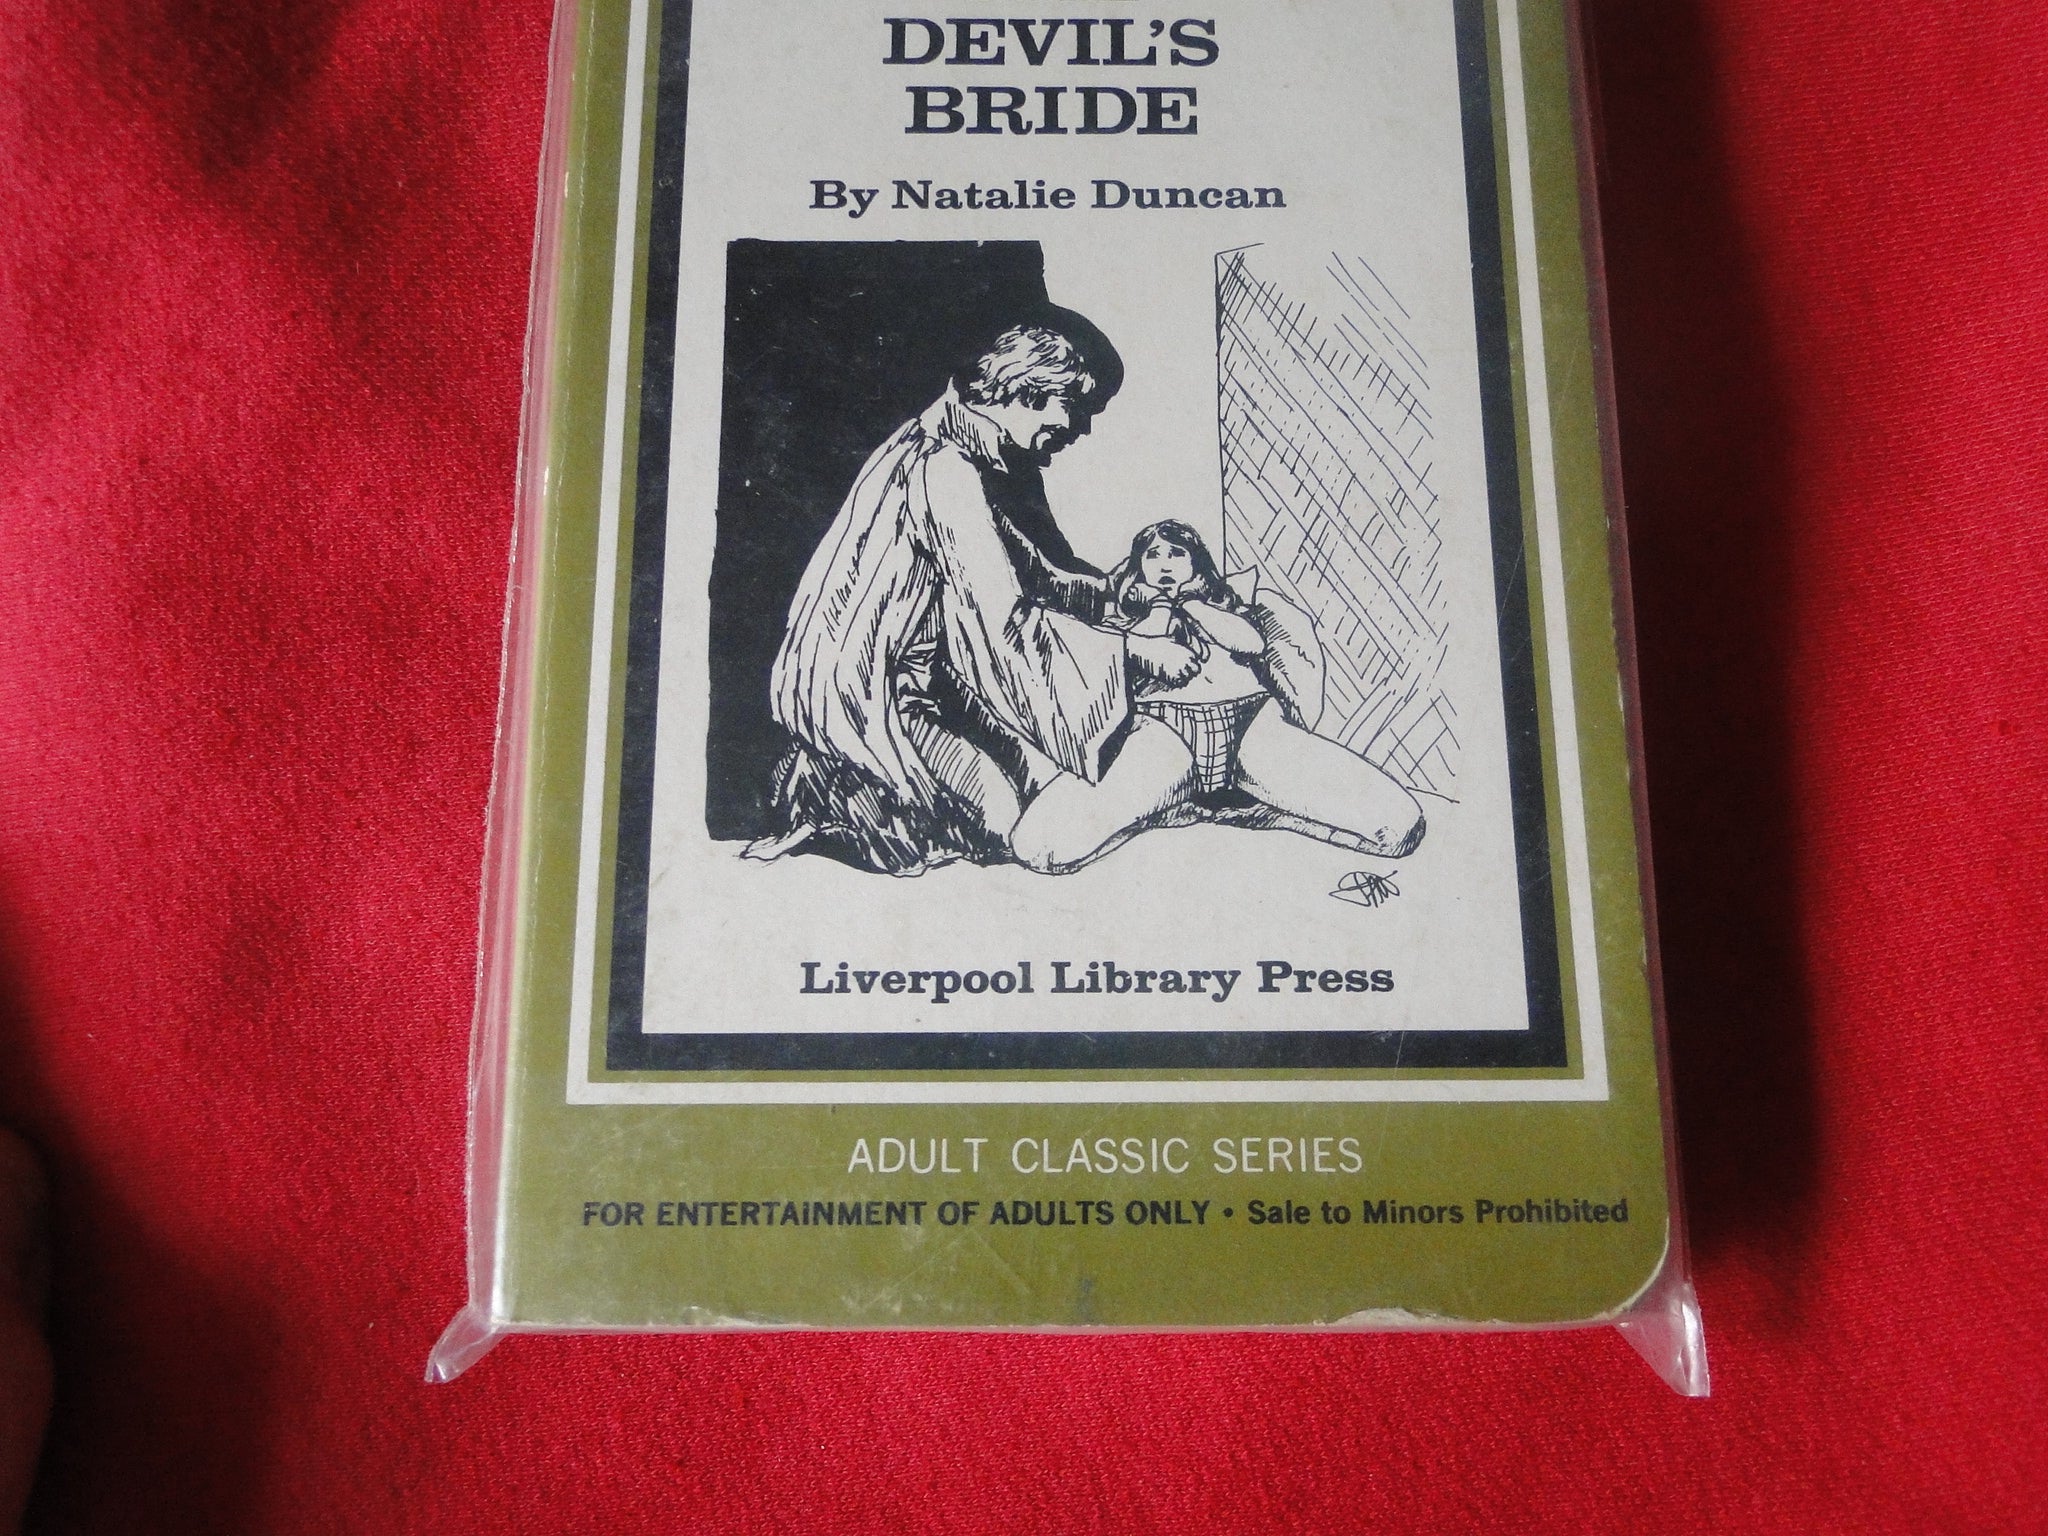 DEVIL'S
BRIDE
By Natalie Duncan
Liverpool Library Press
ADULT CLASSIC SERIES
FOR ENTERTAINMENT OF ADULTS ONLY • Sale to Minors Prohibited